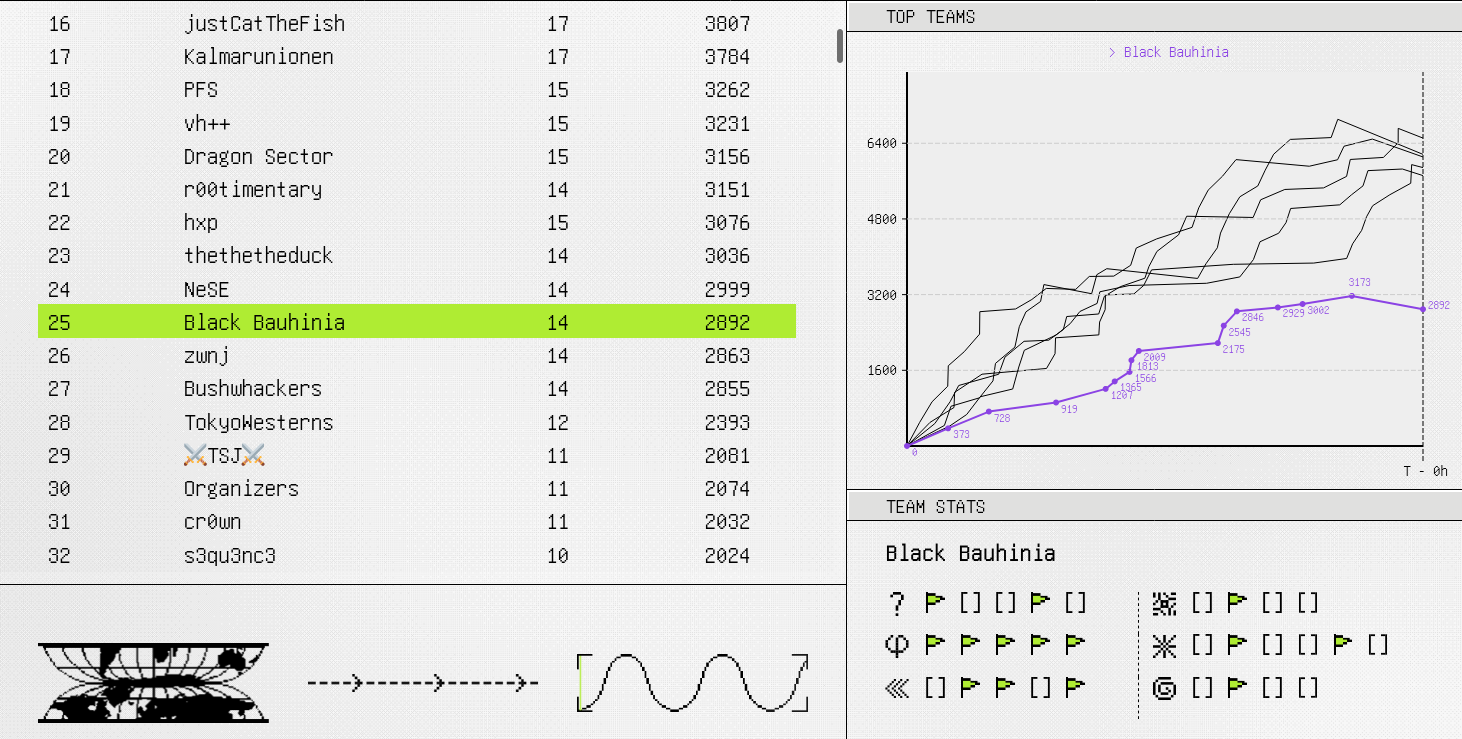 16 justCatTheFish 17 3807
17 Kalmarunionen 17 3784
18 PFS 15 3262
19 vh++ 15 3231
20 Dragon Sector 15 3156
21 r00timentary 14 3151
22 hxp 15 3076
23 thethetheduck 14 3036
24 NeSE 14 2999
25 Black Bauhinia 14 2892
26 zwnj 14 2863
27 Bushwhackers 14 2855
28 TokyoWesterns 12 2393
29 ⚔️TSJ⚔️ 11 2081
30 Organizers 11 2074
31 cr0wn 11 2032
32 s3qu3nc3 10 2024
TOP TEAMS
> Black Bauhinia
6400
4800
3200
1600
0
373
728
919
1207
1365
1566
1813
2009
2175
2545
2846
2929
3002
3173
2892
T - 0h
TEAM STATS
Black Bauhinia
? [] [] []
[] [] []
φ
[] [] [] []
[] []
[] [] []